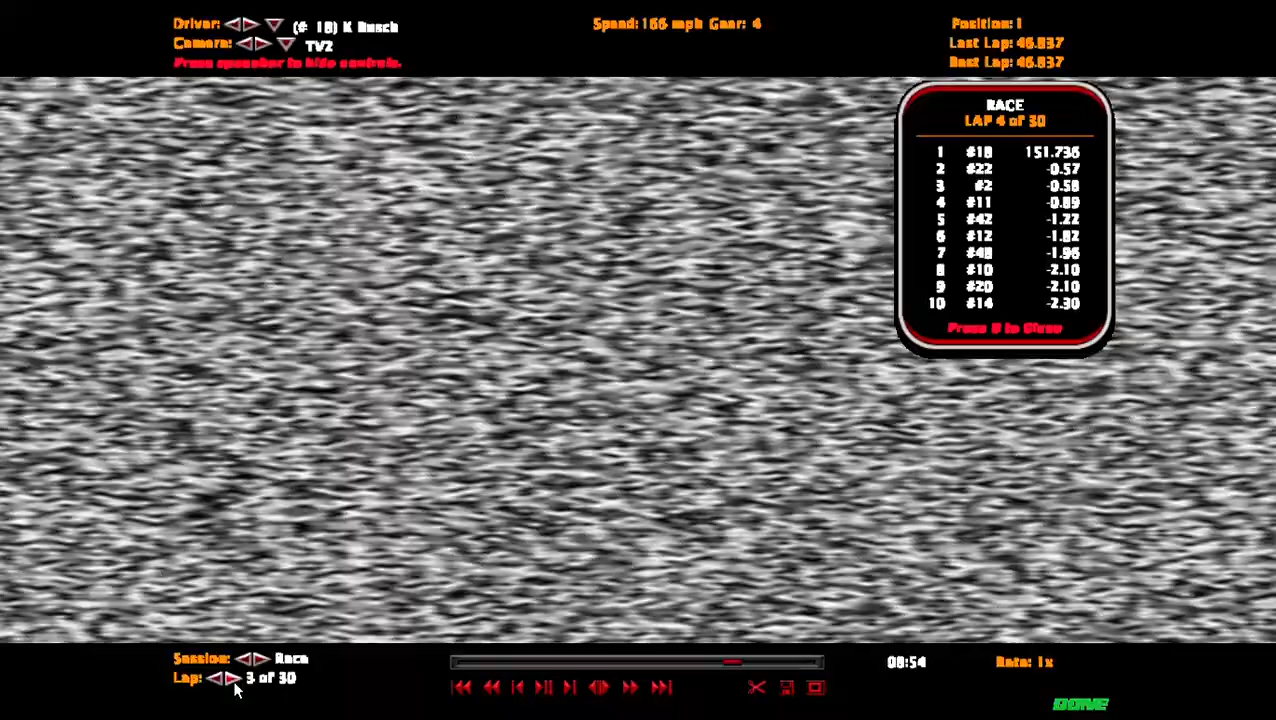 Driver: (# 18) K Busch
Camera: TV2
Press spacebar to hide controls.
Speed: 166 mph Gear: 4
Position: 1
Last Lap: 46.837
Best Lap: 46.837
RACE
LAP 4 of 30
1 #18 151.736
2 #22 -0.57
3 #2 -0.58
4 #11 -0.89
5 #42 -1.22
6 #12 -1.82
7 #48 -1.96
8 #10 -2.10
9 #20 -2.10
10 #14 -2.30
Press to Close
Session: Race
Lap: 3 of 30
08:54
Rate: 1x
DONE